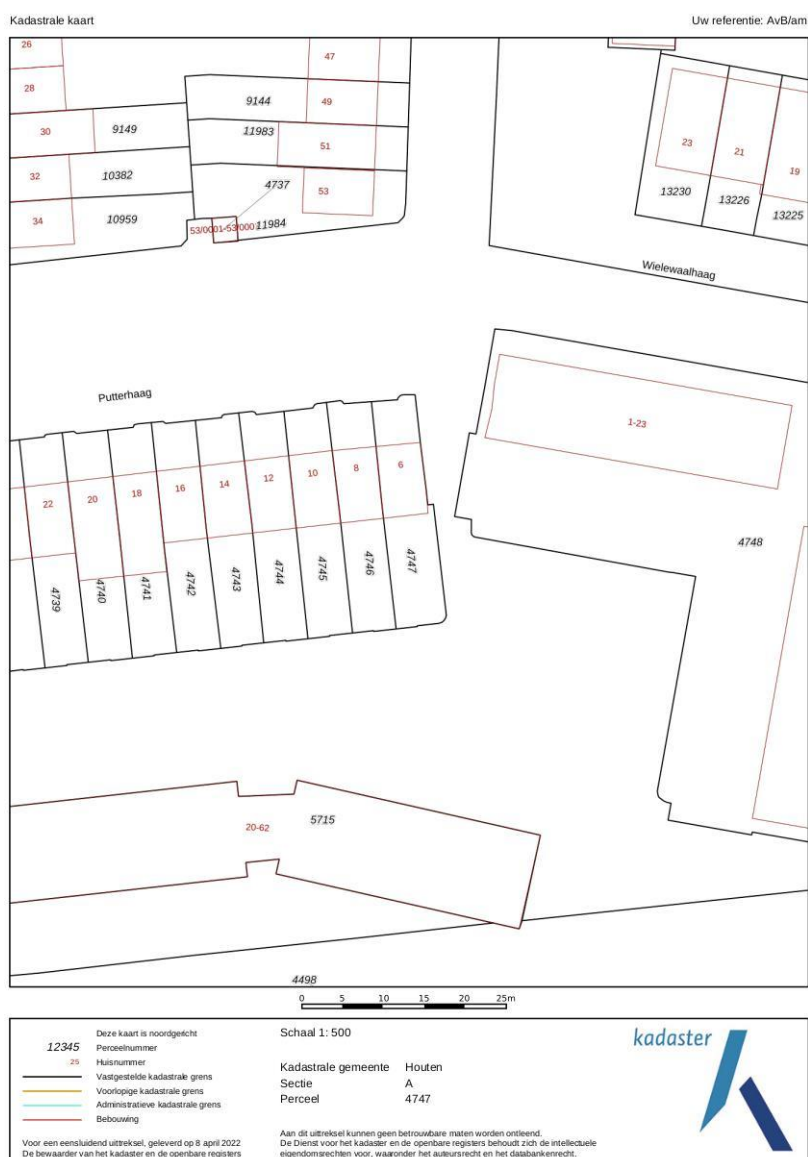 Kadastrale kaart
Uw referentie: AvB/am
26
47
28
9144
49
23
21
19
30
9149
11983
51
32
10382
4737
53
13230
13226
13225
34
10959
53/0001-53/000
11984
Wielewaalhaag
Putterhaag
1-23
22
20
18
16
14
12
10
8
6
4748
4739
4740
4741
4742
4743
4744
4745
4746
4747
20-62
5715
4498
0 5 10 15 20 25m
Deze kaart is noordgericht
12345 Perceelnummer
25 Huisnummer
Vastgestelde kadastrale grens
Voorlopige kadastrale grens
Administratieve kadastrale grens
Bebouwing
Voor een eensluidend uittreksel, geleverd op 8 april 2022
De bewaarder van het kadaster en de openbare registers
Schaal 1: 500
Kadastrale gemeente Houten
Sectie A
Perceel 4747
Aan dit uittreksel kunnen geen betrouwbare maten worden ontleend.
De Dienst voor het kadaster en de openbare registers behoudt zich de intellectuele
eigendomsrechten voor, waaronder het auteursrecht en het databankenrecht.
kadaster